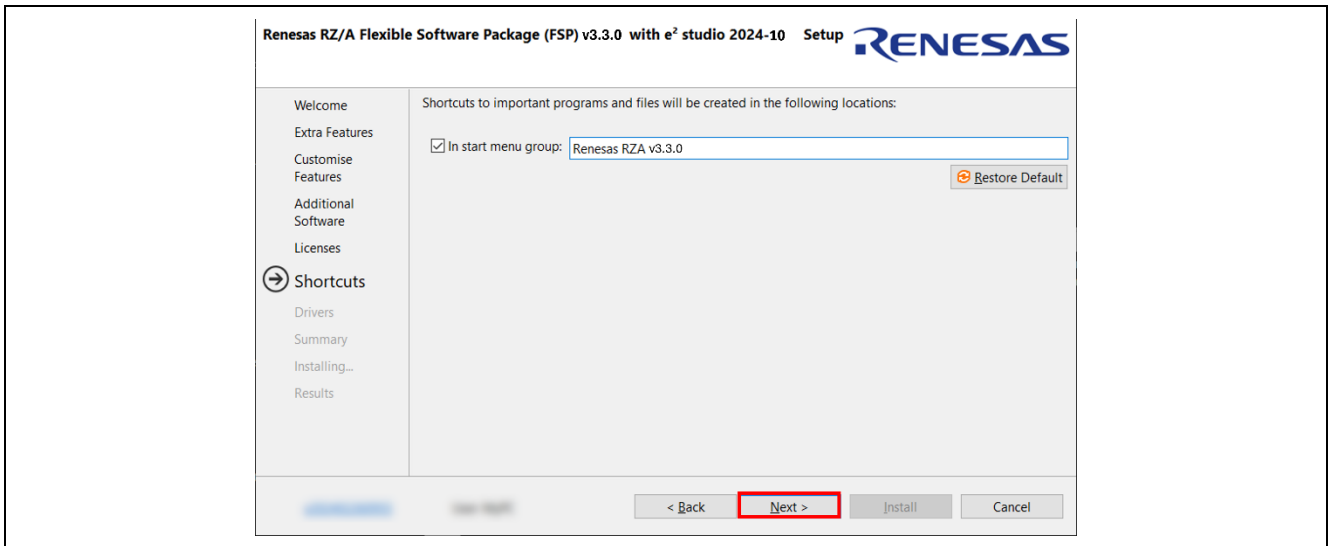 Renesas RZ/A Flexible Software Package (FSP) v3.3.0 with e² studio 2024-10 Setup
RENESAS
Welcome
Extra Features
Customise
Features
Additional
Software
Licenses
Shortcuts
Drivers
Summary
Installing...
Results
Shortcuts to important programs and files will be created in the following locations:
In start menu group: Renesas RZA v3.3.0
Restore Default
< Back Next > Install Cancel